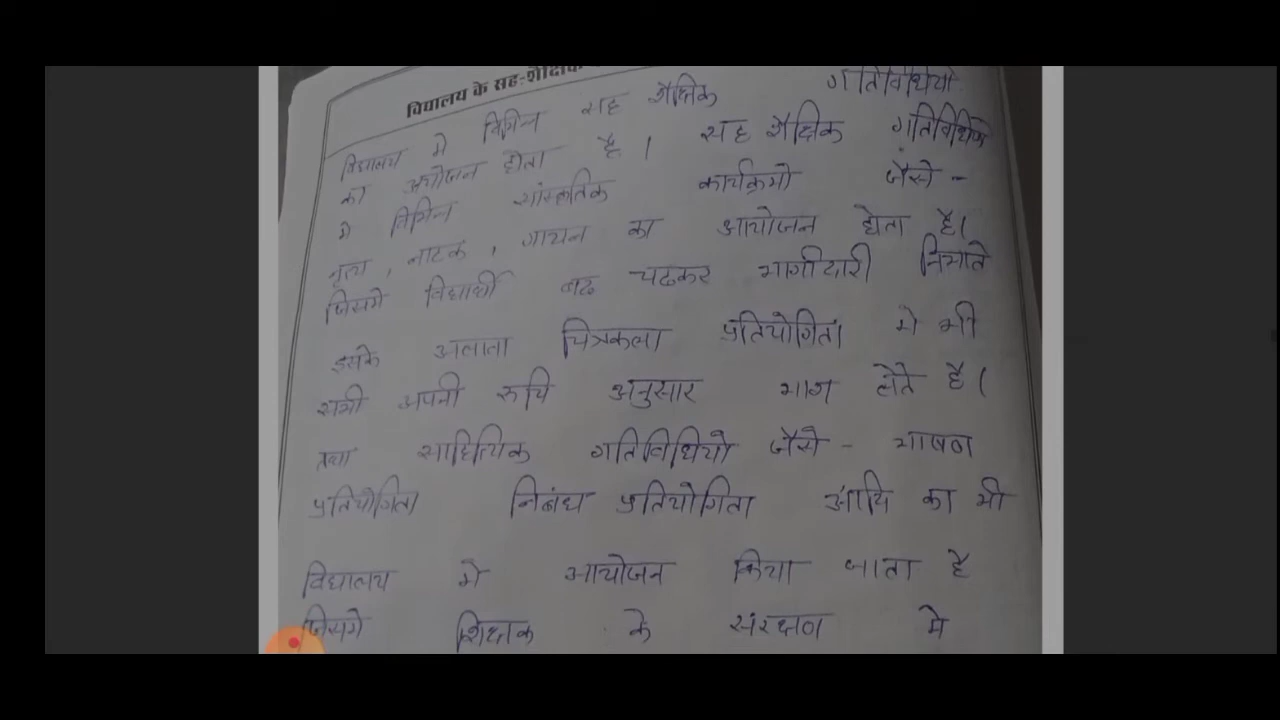 विद्यालय के सह-शैक्षिक
विद्यालय मे विभिन्न सह शैक्षिक गतिविधियो
का आयोजन होता है। सह शैक्षिक गतिविधियो
मे विभिन्न सांस्कृतिक कार्यक्रमो जैसे -
नृत्य , नाटक , गायन का आयोजन होता है।
जिसमे विद्यार्थी बढ चढकर भागीदारी निभाते
इसके अलावा चित्रकला प्रतियोगिता मे भी
सभी अपनी रुचि अनुसार भाग लेते है।
तथा साहित्यिक गतिविधियो जैसे - भाषण
प्रतियोगिता निबंध प्रतियोगिता आदि का भी
विद्यालय मे आयोजन किया जाता है
जिसमे शिक्षक के संरक्षण मे